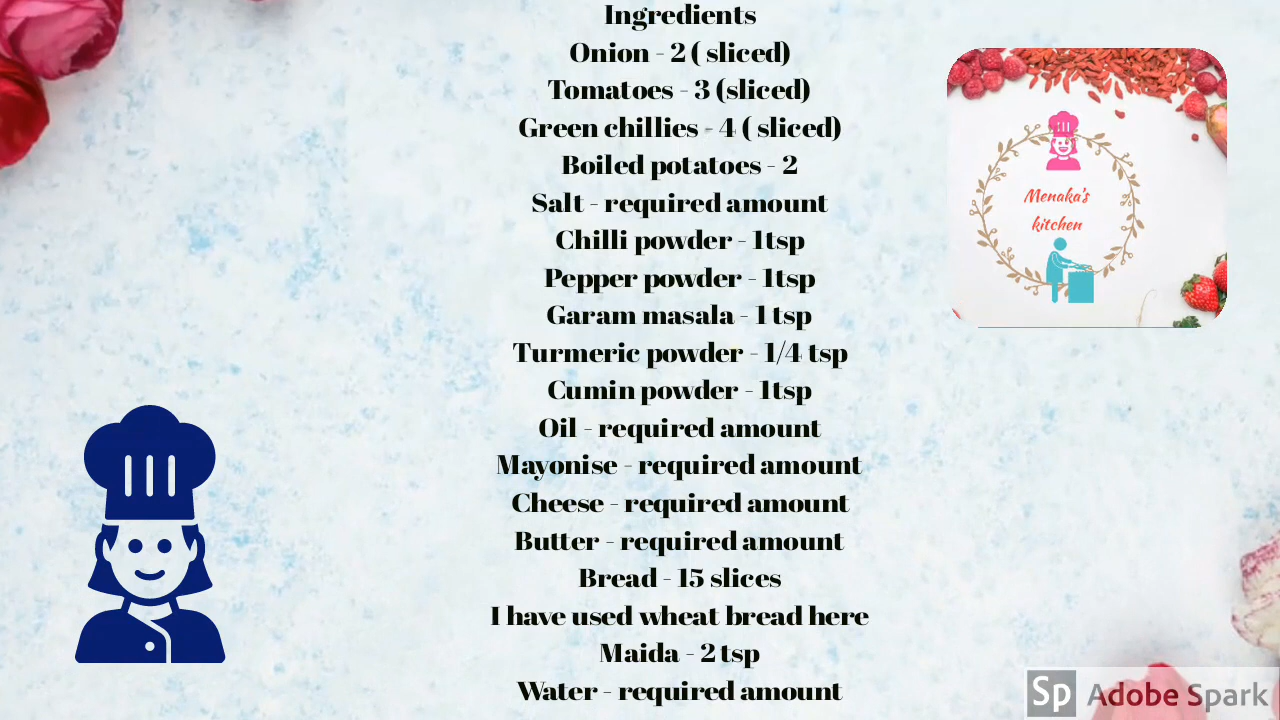 Ingredients
Onion - 2 ( sliced)
Tomatoes - 3 (sliced)
Green chillies - 4 ( sliced)
Boiled potatoes - 2
Salt - required amount
Chilli powder - 1tsp
Pepper powder - 1tsp
Garam masala - 1 tsp
Turmeric powder - 1/4 tsp
Cumin powder - 1tsp
Oil - required amount
Mayonise - required amount
Cheese - required amount
Butter - required amount
Bread - 15 slices
I have used wheat bread here
Maida - 2 tsp
Water - required amount
Menaka's
kitchen
Sp Adobe Spark